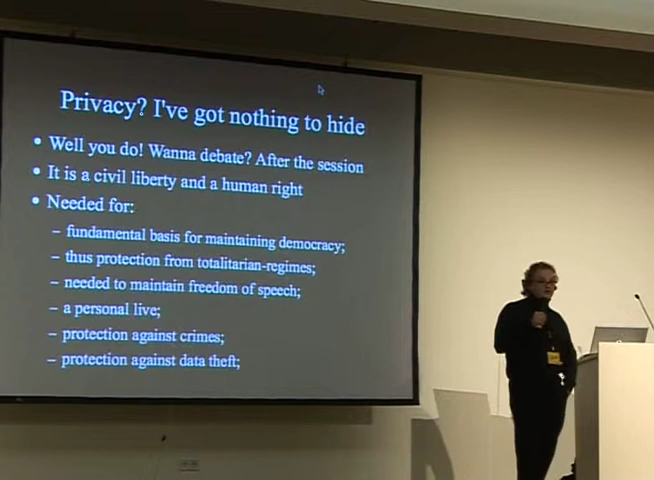 Privacy? I've got nothing to hide
• Well you do! Wanna debate? After the session
• It is a civil liberty and a human right
• Needed for:
– fundamental basis for maintaining democracy;
– thus protection from totalitarian-regimes;
– needed to maintain freedom of speech;
– a personal live;
– protection against crimes;
– protection against data theft;